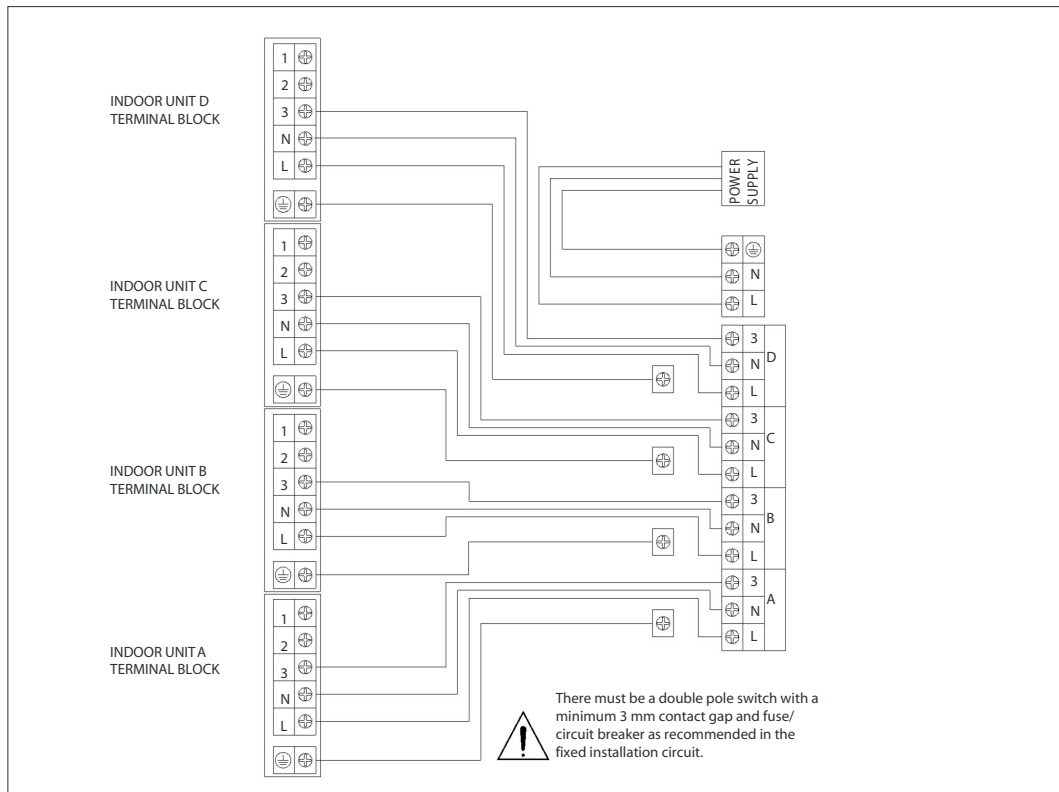 INDOOR UNIT D
TERMINAL BLOCK
1
2
3
N
L
INDOOR UNIT C
TERMINAL BLOCK
1
2
3
N
L
INDOOR UNIT B
TERMINAL BLOCK
1
2
3
N
L
INDOOR UNIT A
TERMINAL BLOCK
1
2
3
N
L
POWER
SUPPLY
N
L
3
N
L
D
3
N
L
C
3
N
L
B
3
N
L
A
There must be a double pole switch with a
minimum 3 mm contact gap and fuse/
circuit breaker as recommended in the
fixed installation circuit.